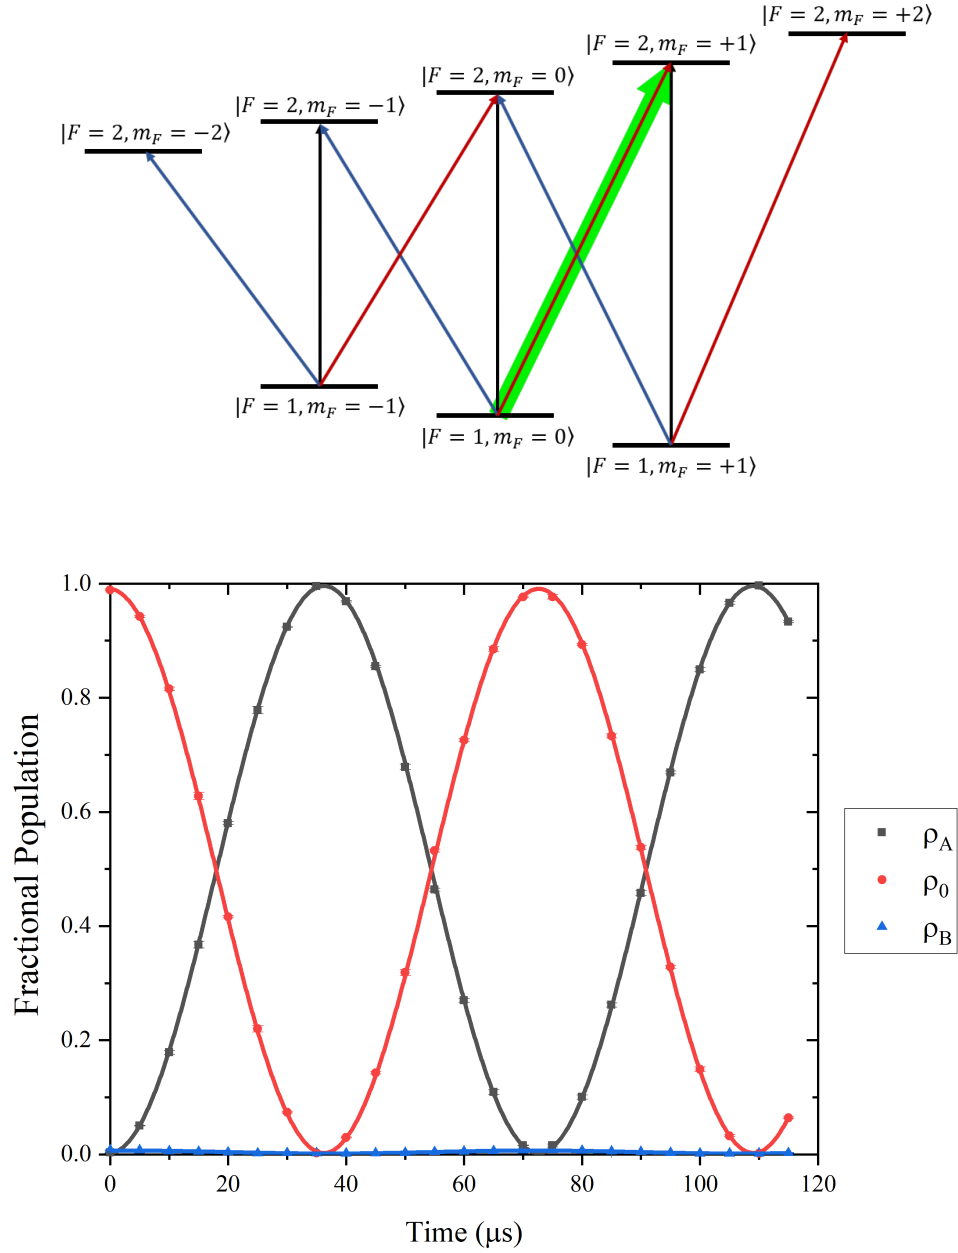 |F = 2, m_F = +2⟩
|F = 2, m_F = +1⟩
|F = 2, m_F = 0⟩
|F = 2, m_F = −1⟩
|F = 2, m_F = −2⟩
|F = 1, m_F = −1⟩
|F = 1, m_F = 0⟩
|F = 1, m_F = +1⟩
1.0
0.8
0.6
0.4
0.2
0.0
Fractional Population
0 20 40 60 80 100 120
Time (μs)
ρ_A
ρ_0
ρ_B